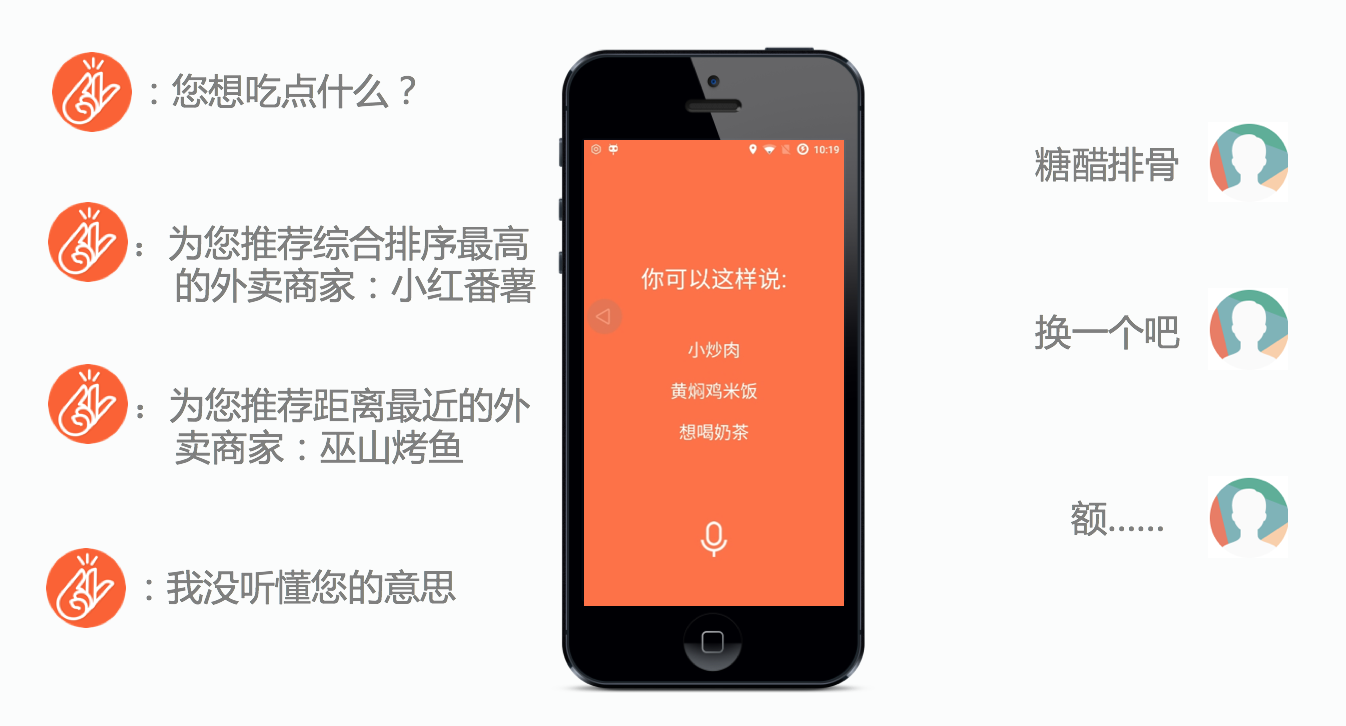 ：您想吃点什么？
糖醋排骨
：为您推荐综合排序最高
的外卖商家：小红番薯
换一个吧
：为您推荐距离最近的外
卖商家：巫山烤鱼
额......
：我没听懂您的意思
10:19
你可以这样说:
小炒肉
黄焖鸡米饭
想喝奶茶